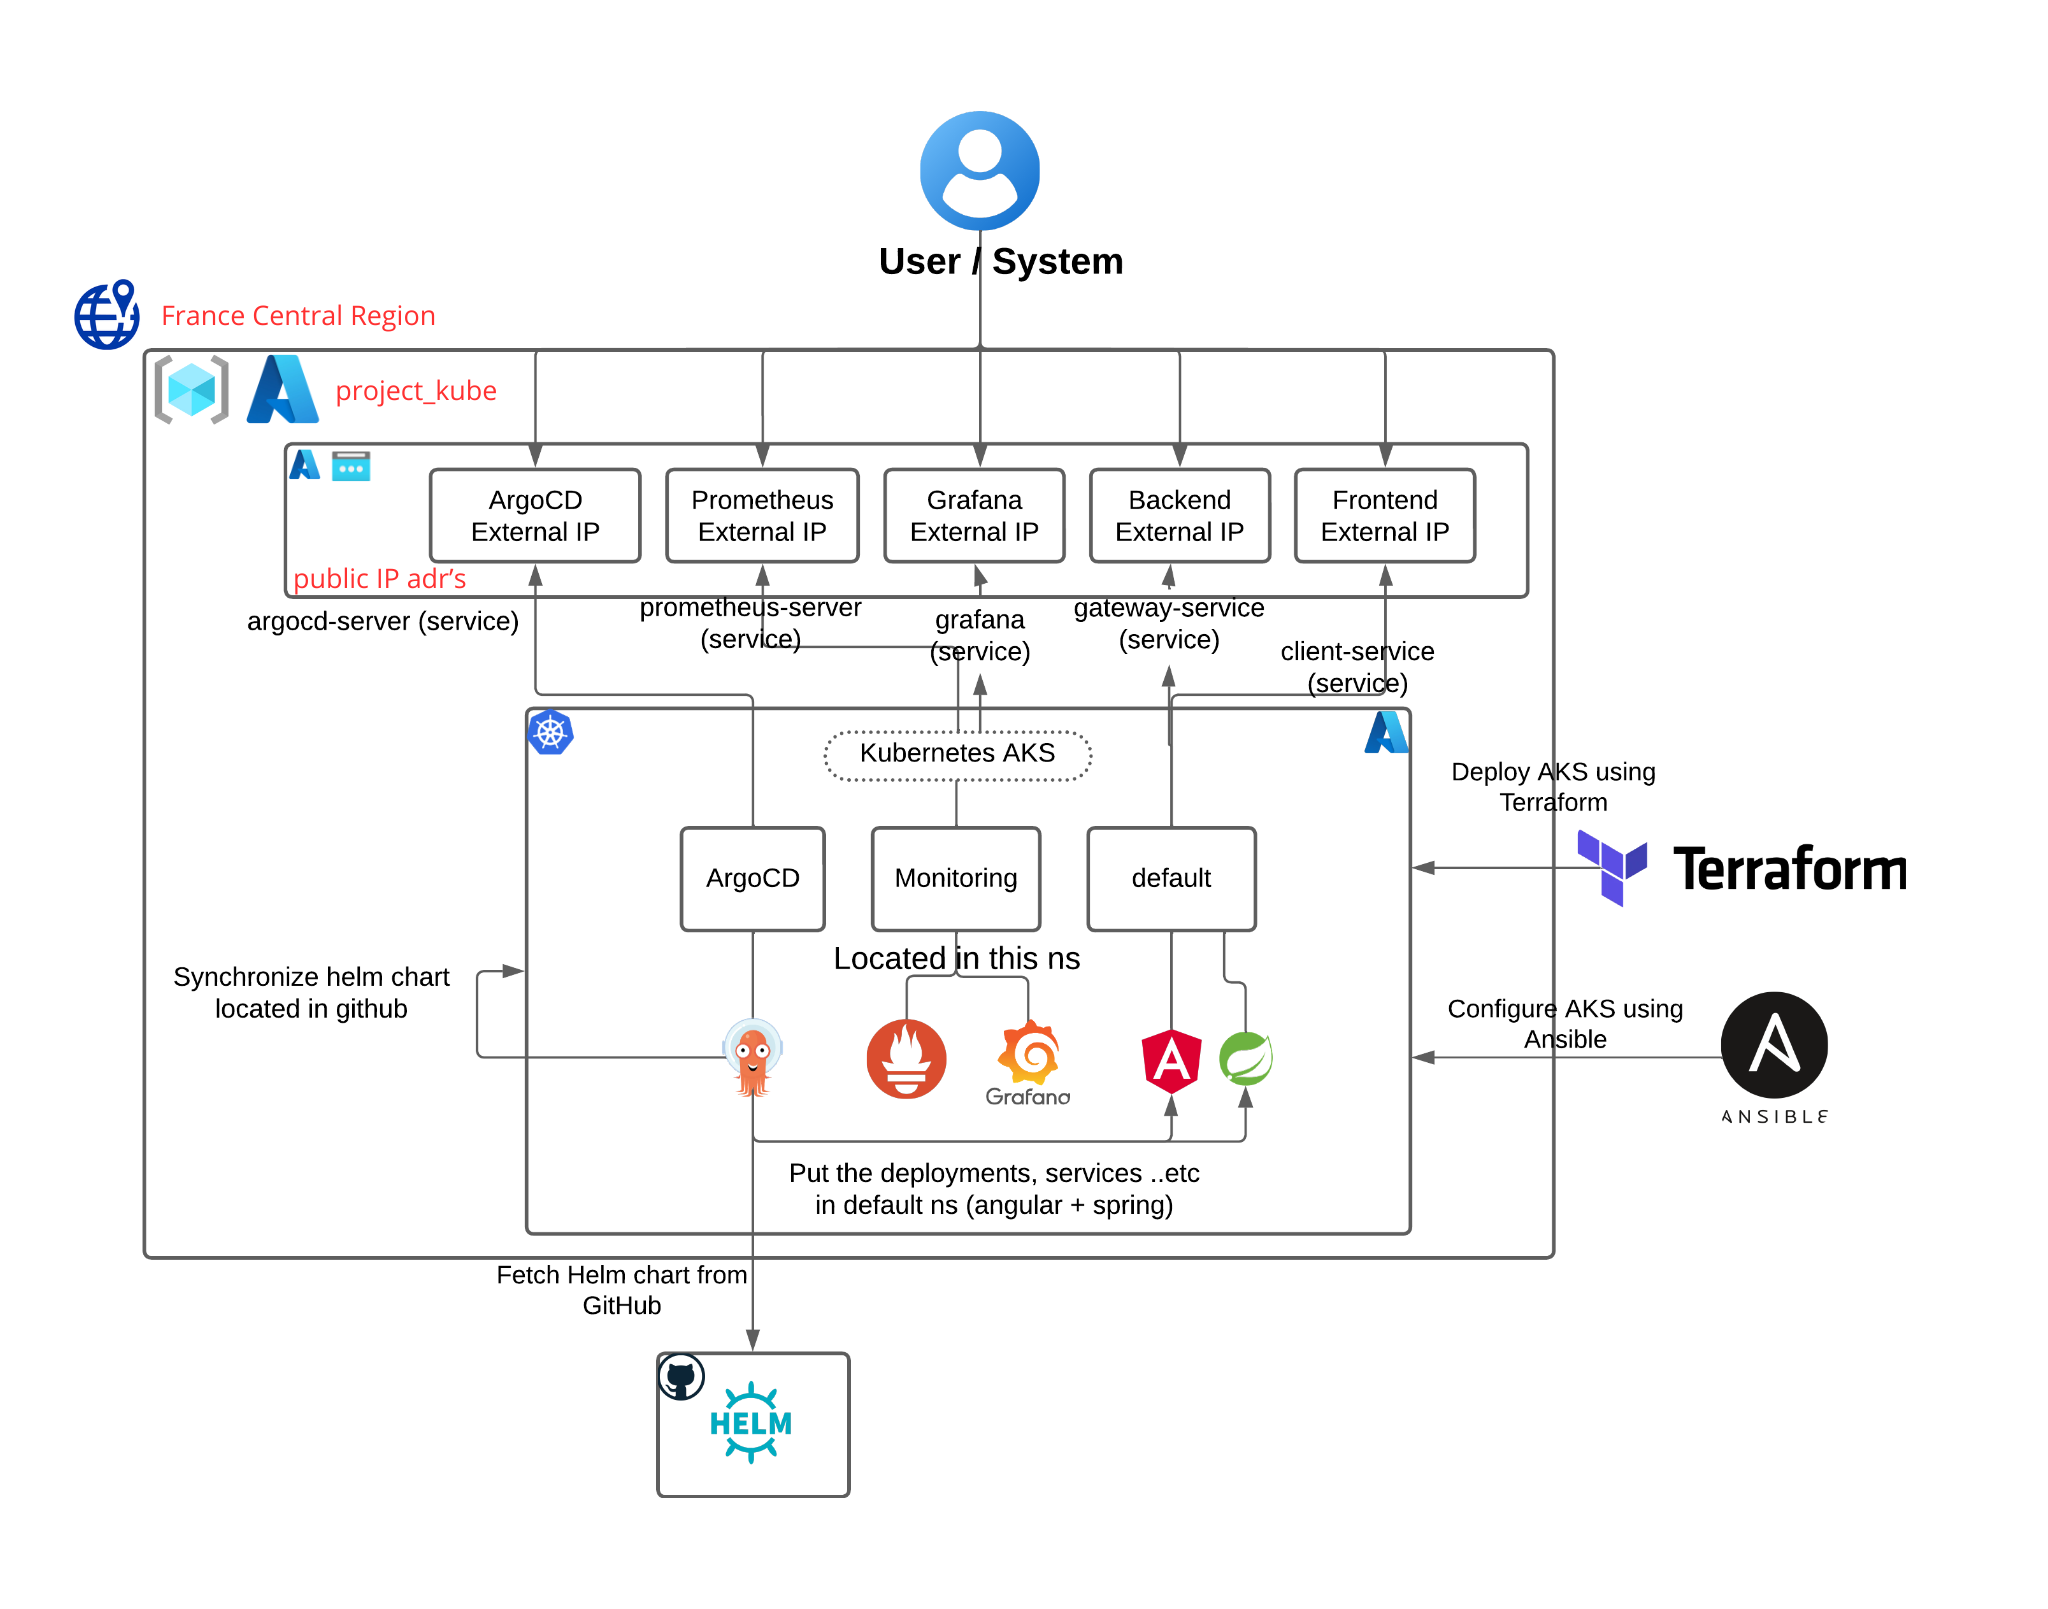 User / System
France Central Region
project_kube
ArgoCD
External IP
Prometheus
External IP
Grafana
External IP
Backend
External IP
Frontend
External IP
public IP adr's
argocd-server (service)
prometheus-server
(service)
grafana
(service)
gateway-service
(service)
client-service
(service)
Kubernetes AKS
Deploy AKS using
Terraform
Terraform
ArgoCD
Monitoring
default
Located in this ns
Synchronize helm chart
located in github
Configure AKS using
Ansible
Grafana
ANSIBLE
Put the deployments, services ..etc
in default ns (angular + spring)
Fetch Helm chart from
GitHub
HELM